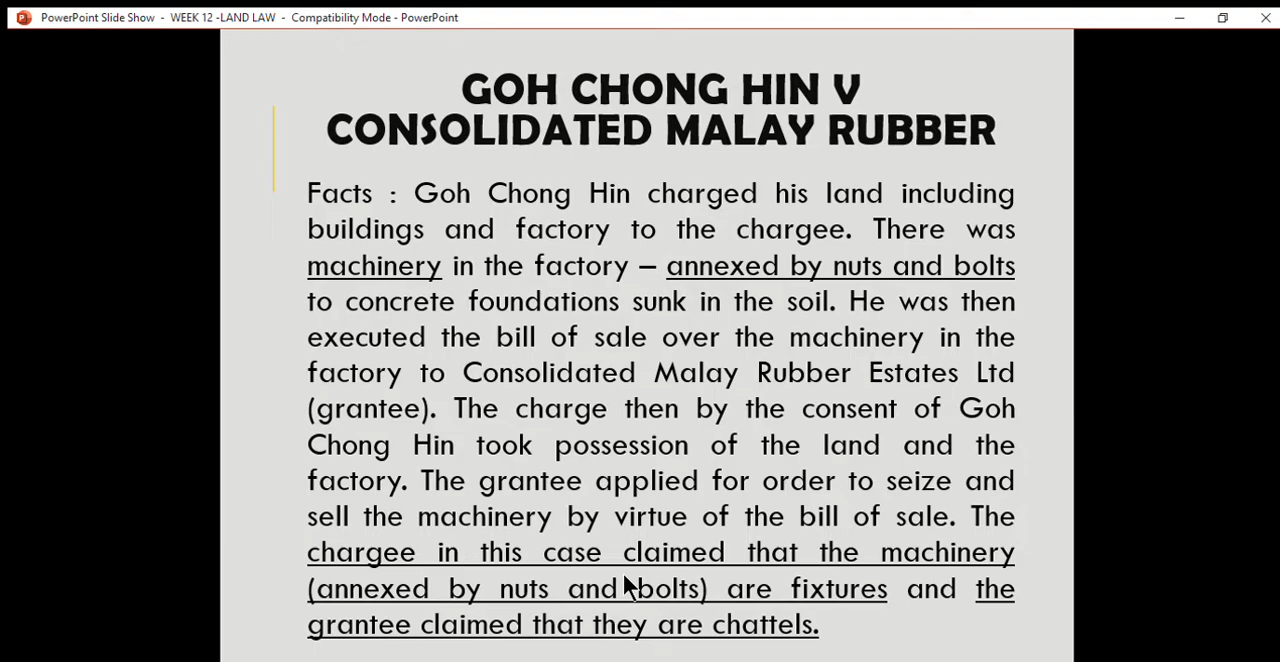 PowerPoint Slide Show - WEEK 12 -LAND LAW - Compatibility Mode - PowerPoint
GOH CHONG HIN V
CONSOLIDATED MALAY RUBBER
Facts : Goh Chong Hin charged his land including
buildings and factory to the chargee. There was
machinery in the factory – annexed by nuts and bolts
to concrete foundations sunk in the soil. He was then
executed the bill of sale over the machinery in the
factory to Consolidated Malay Rubber Estates Ltd
(grantee). The charge then by the consent of Goh
Chong Hin took possession of the land and the
factory. The grantee applied for order to seize and
sell the machinery by virtue of the bill of sale. The
chargee in this case claimed that the machinery
(annexed by nuts and bolts) are fixtures and the
grantee claimed that they are chattels.